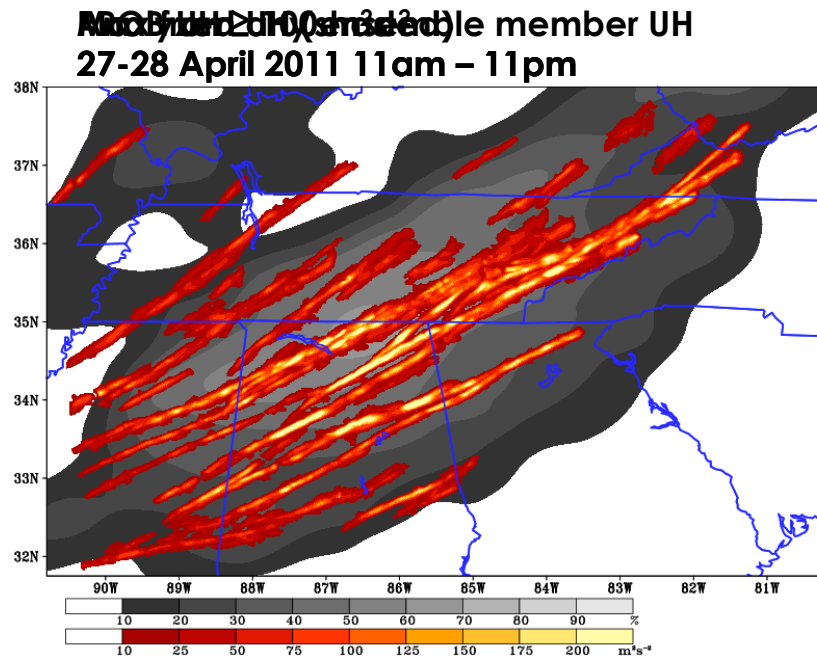 member UH
27-28 April 2011 11am – 11pm
38N
37N
36N
35N
34N
33N
32N
90W 89W 88W 87W 86W 85W 84W 83W 82W 81W
10 20 30 40 50 60 70 80 90 %
10 25 50 75 100 125 150 175 200 m²s⁻²